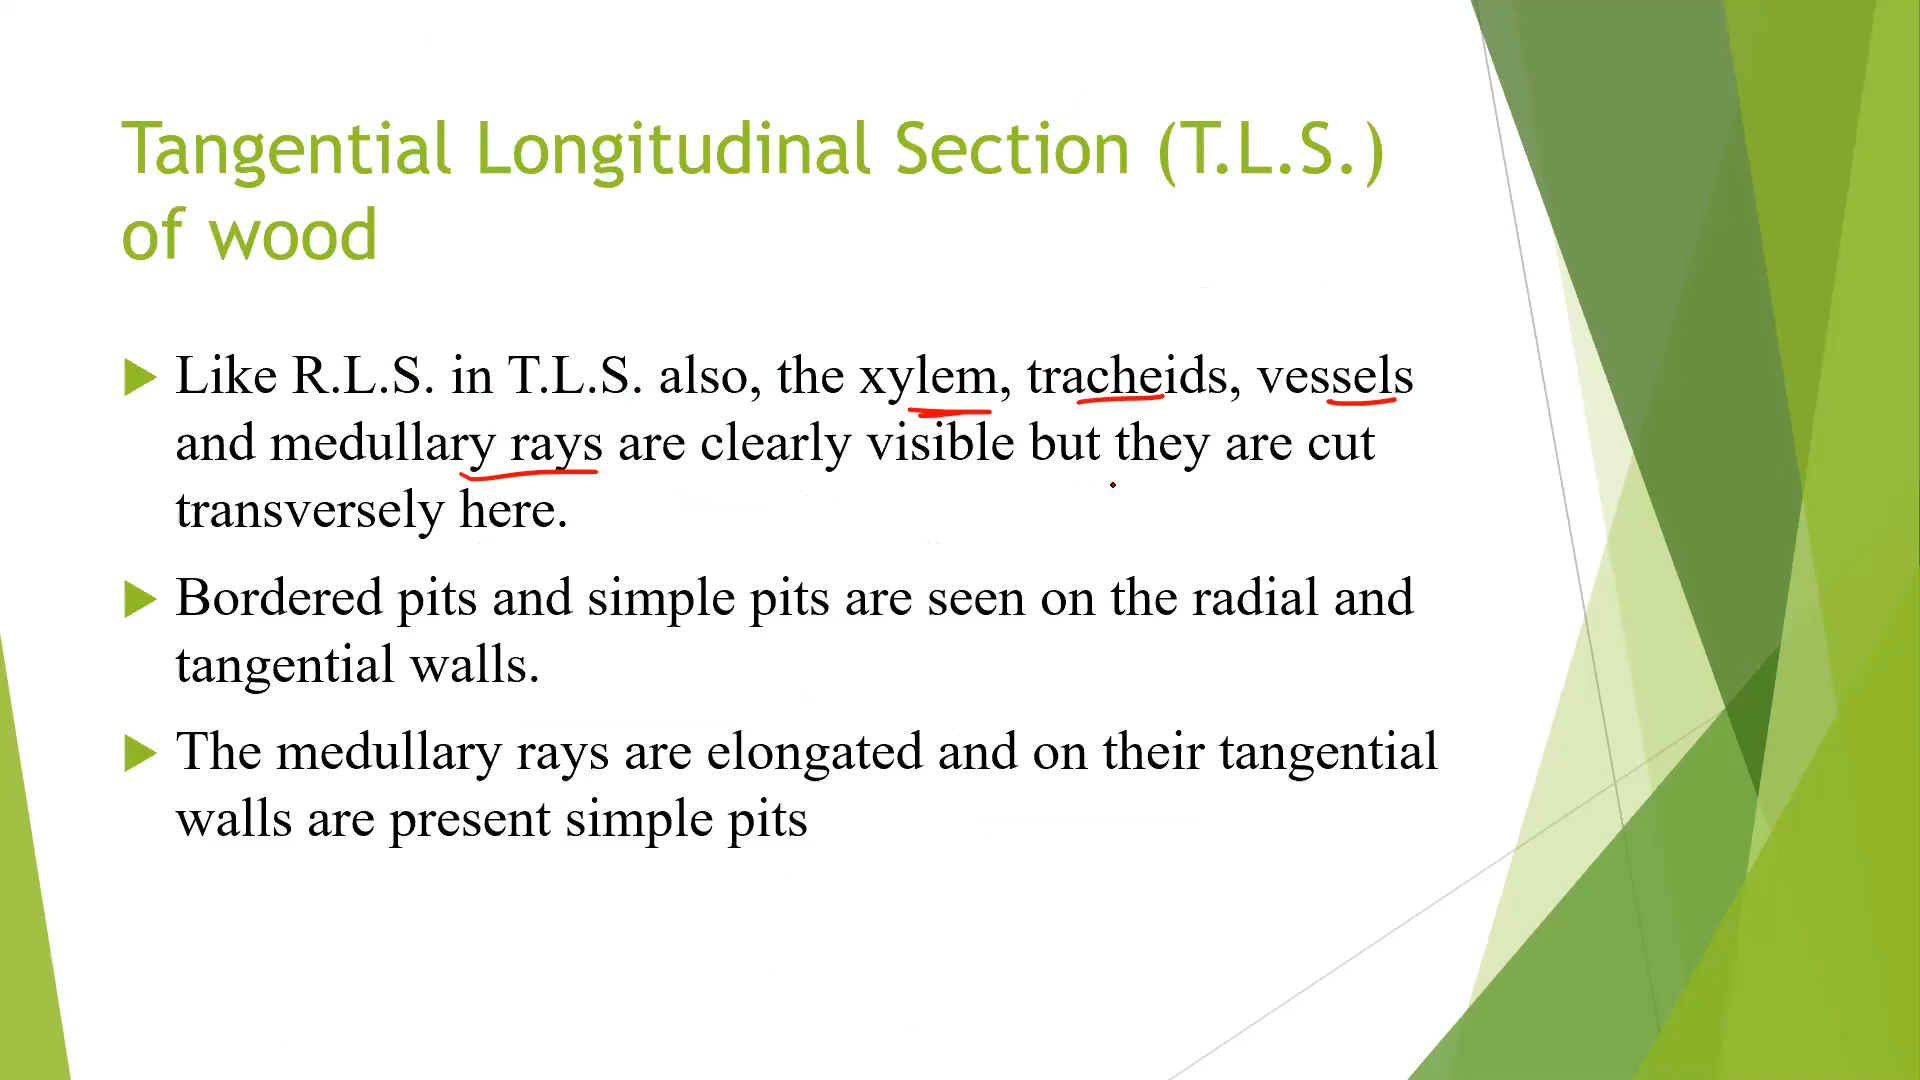 Tangential Longitudinal Section (T.L.S.)
of wood
Like R.L.S. in T.L.S. also, the xylem, tracheids, vessels
and medullary rays are clearly visible but they are cut
transversely here.
Bordered pits and simple pits are seen on the radial and
tangential walls.
The medullary rays are elongated and on their tangential
walls are present simple pits